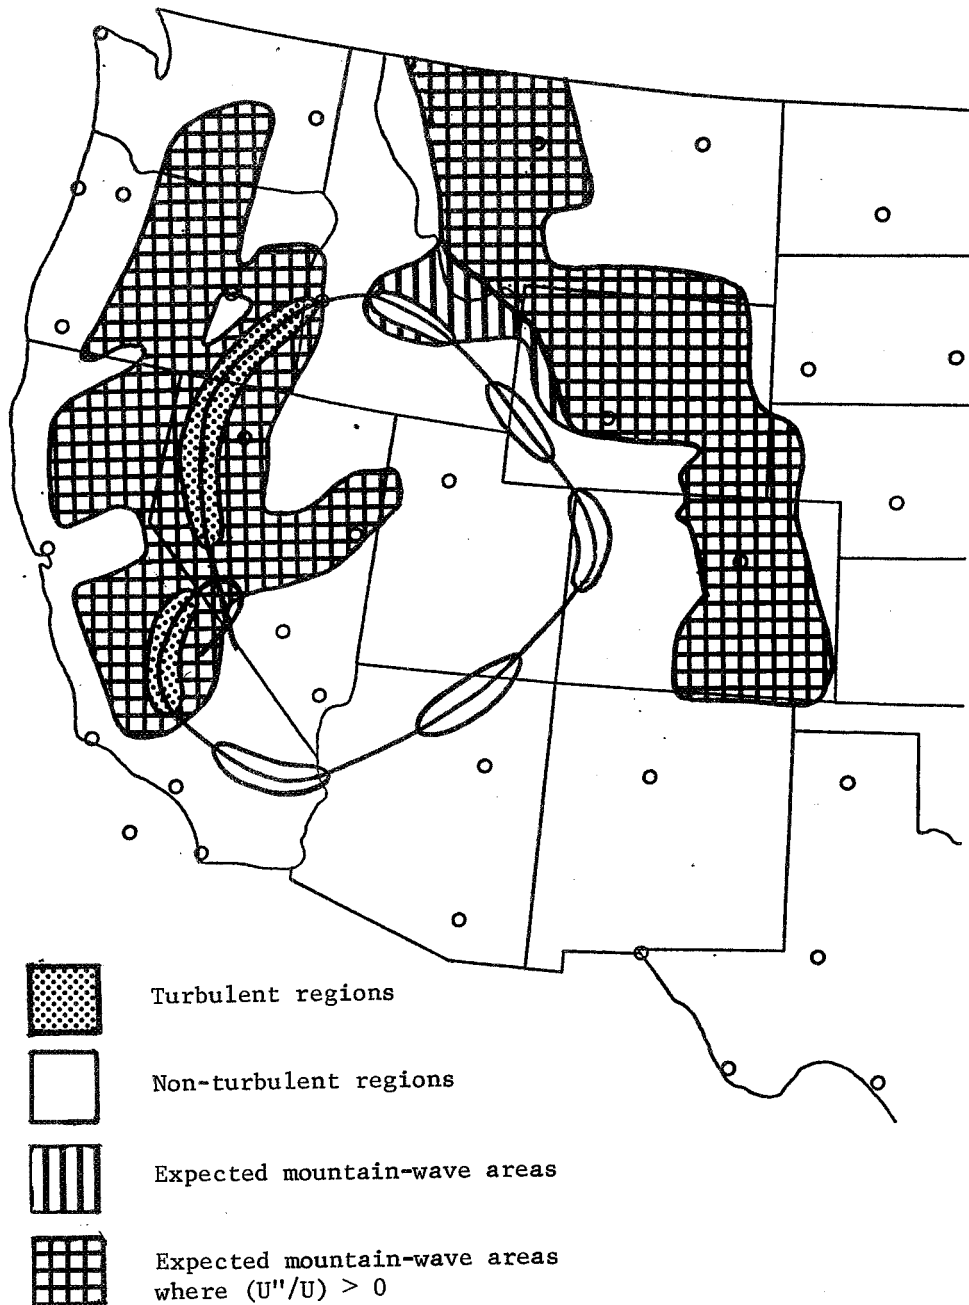 Turbulent regions
Non-turbulent regions
Expected mountain-wave areas
Expected mountain-wave areas
where (U"/U) > 0